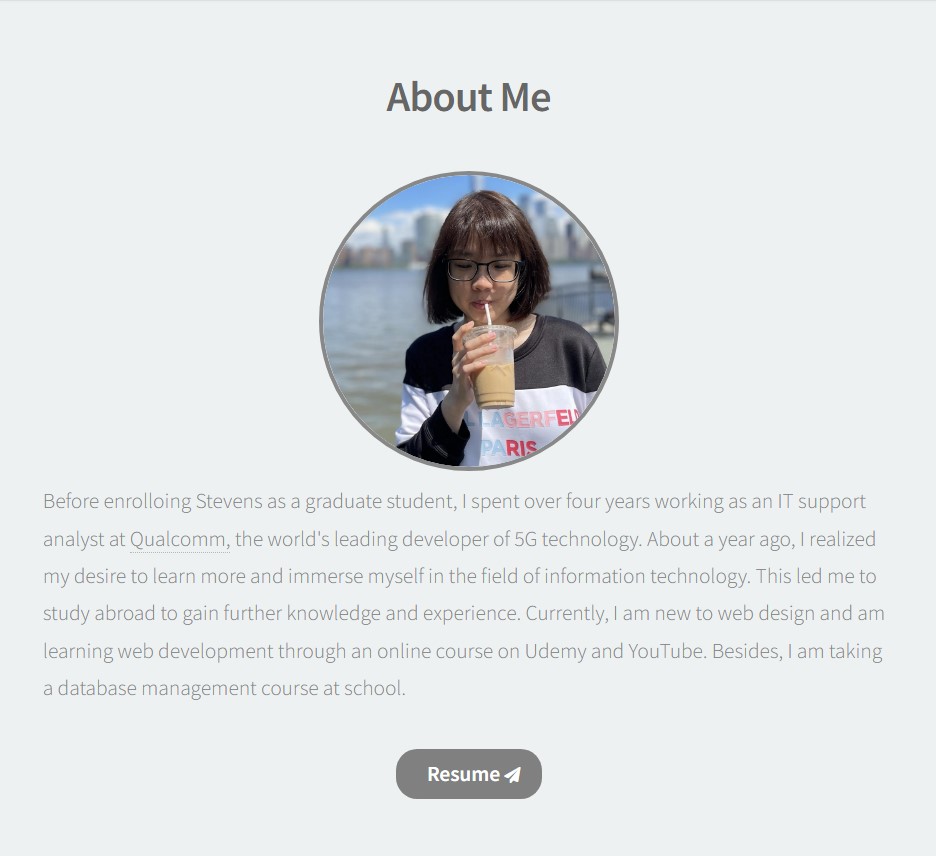 About Me
LAGERFELD
PARIS
Before enrolloing Stevens as a graduate student, I spent over four years working as an IT support
analyst at Qualcomm, the world's leading developer of 5G technology. About a year ago, I realized
my desire to learn more and immerse myself in the field of information technology. This led me to
study abroad to gain further knowledge and experience. Currently, I am new to web design and am
learning web development through an online course on Udemy and YouTube. Besides, I am taking
a database management course at school.
Resume